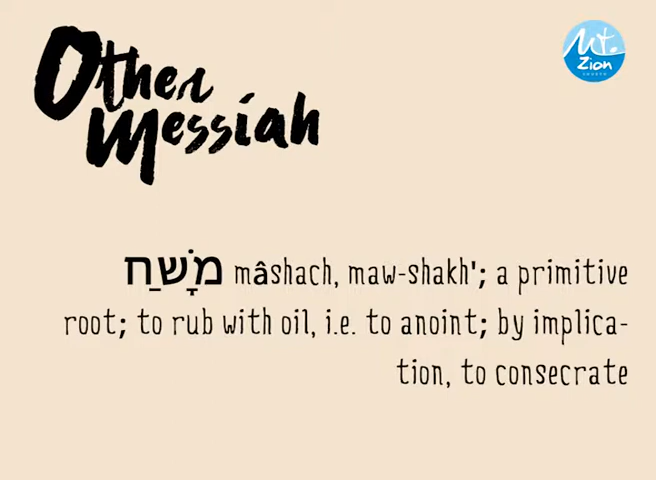 Other
Messiah
Mt.
Zion
CHURCH
מָשַׁח mâshach, maw-shakh'; a primitive
root; to rub with oil, i.e. to anoint; by implica-
tion, to consecrate